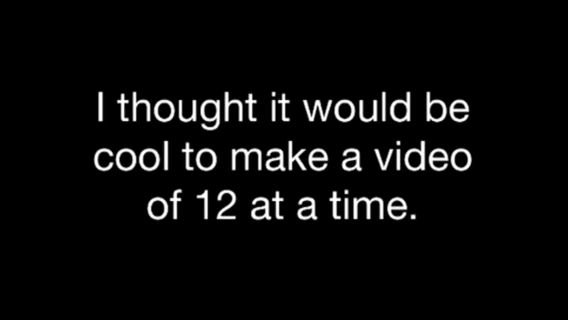 I thought it would be
cool to make a video
of 12 at a time.